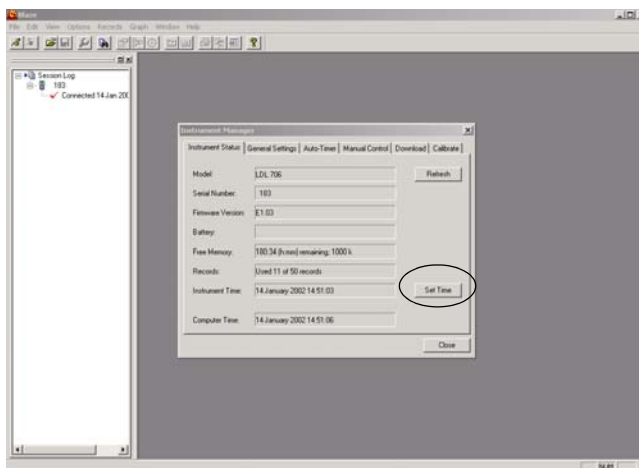 Maze
File Edit View Options Records Graph Window Help
Session Log
183
Connected 14 Jan 200
Instrument Manager
Instrument Status General Settings Auto-Timer Manual Control Download Calibrate
Model: LDL 706 Refresh
Serial Number: 183
Firmware Version: E1.03
Battery:
Free Memory: 180:34 (h:mm) remaining; 1000 k
Records: Used 11 of 50 records
Instrument Time: 14 January 2002 14:51:03 Set Time
Computer Time: 14 January 2002 14:51:06
Close